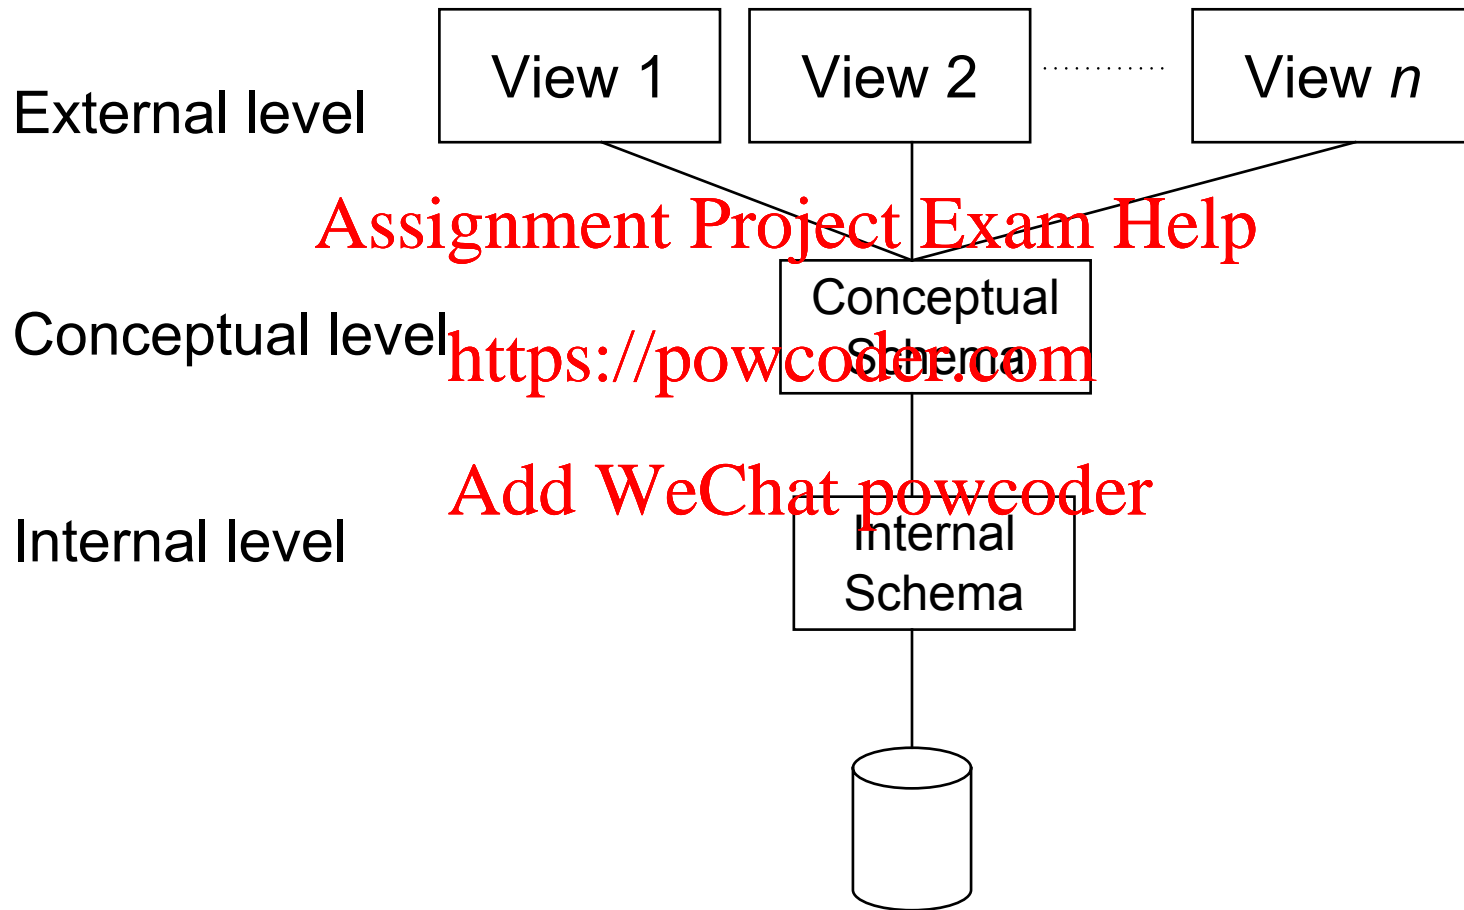 View 1
View 2
............
View n
External level
Assignment Project Exam Help
Conceptual level
Conceptual
Schema
https://powcoder.com
Add WeChat powcoder
Internal level
Internal
Schema